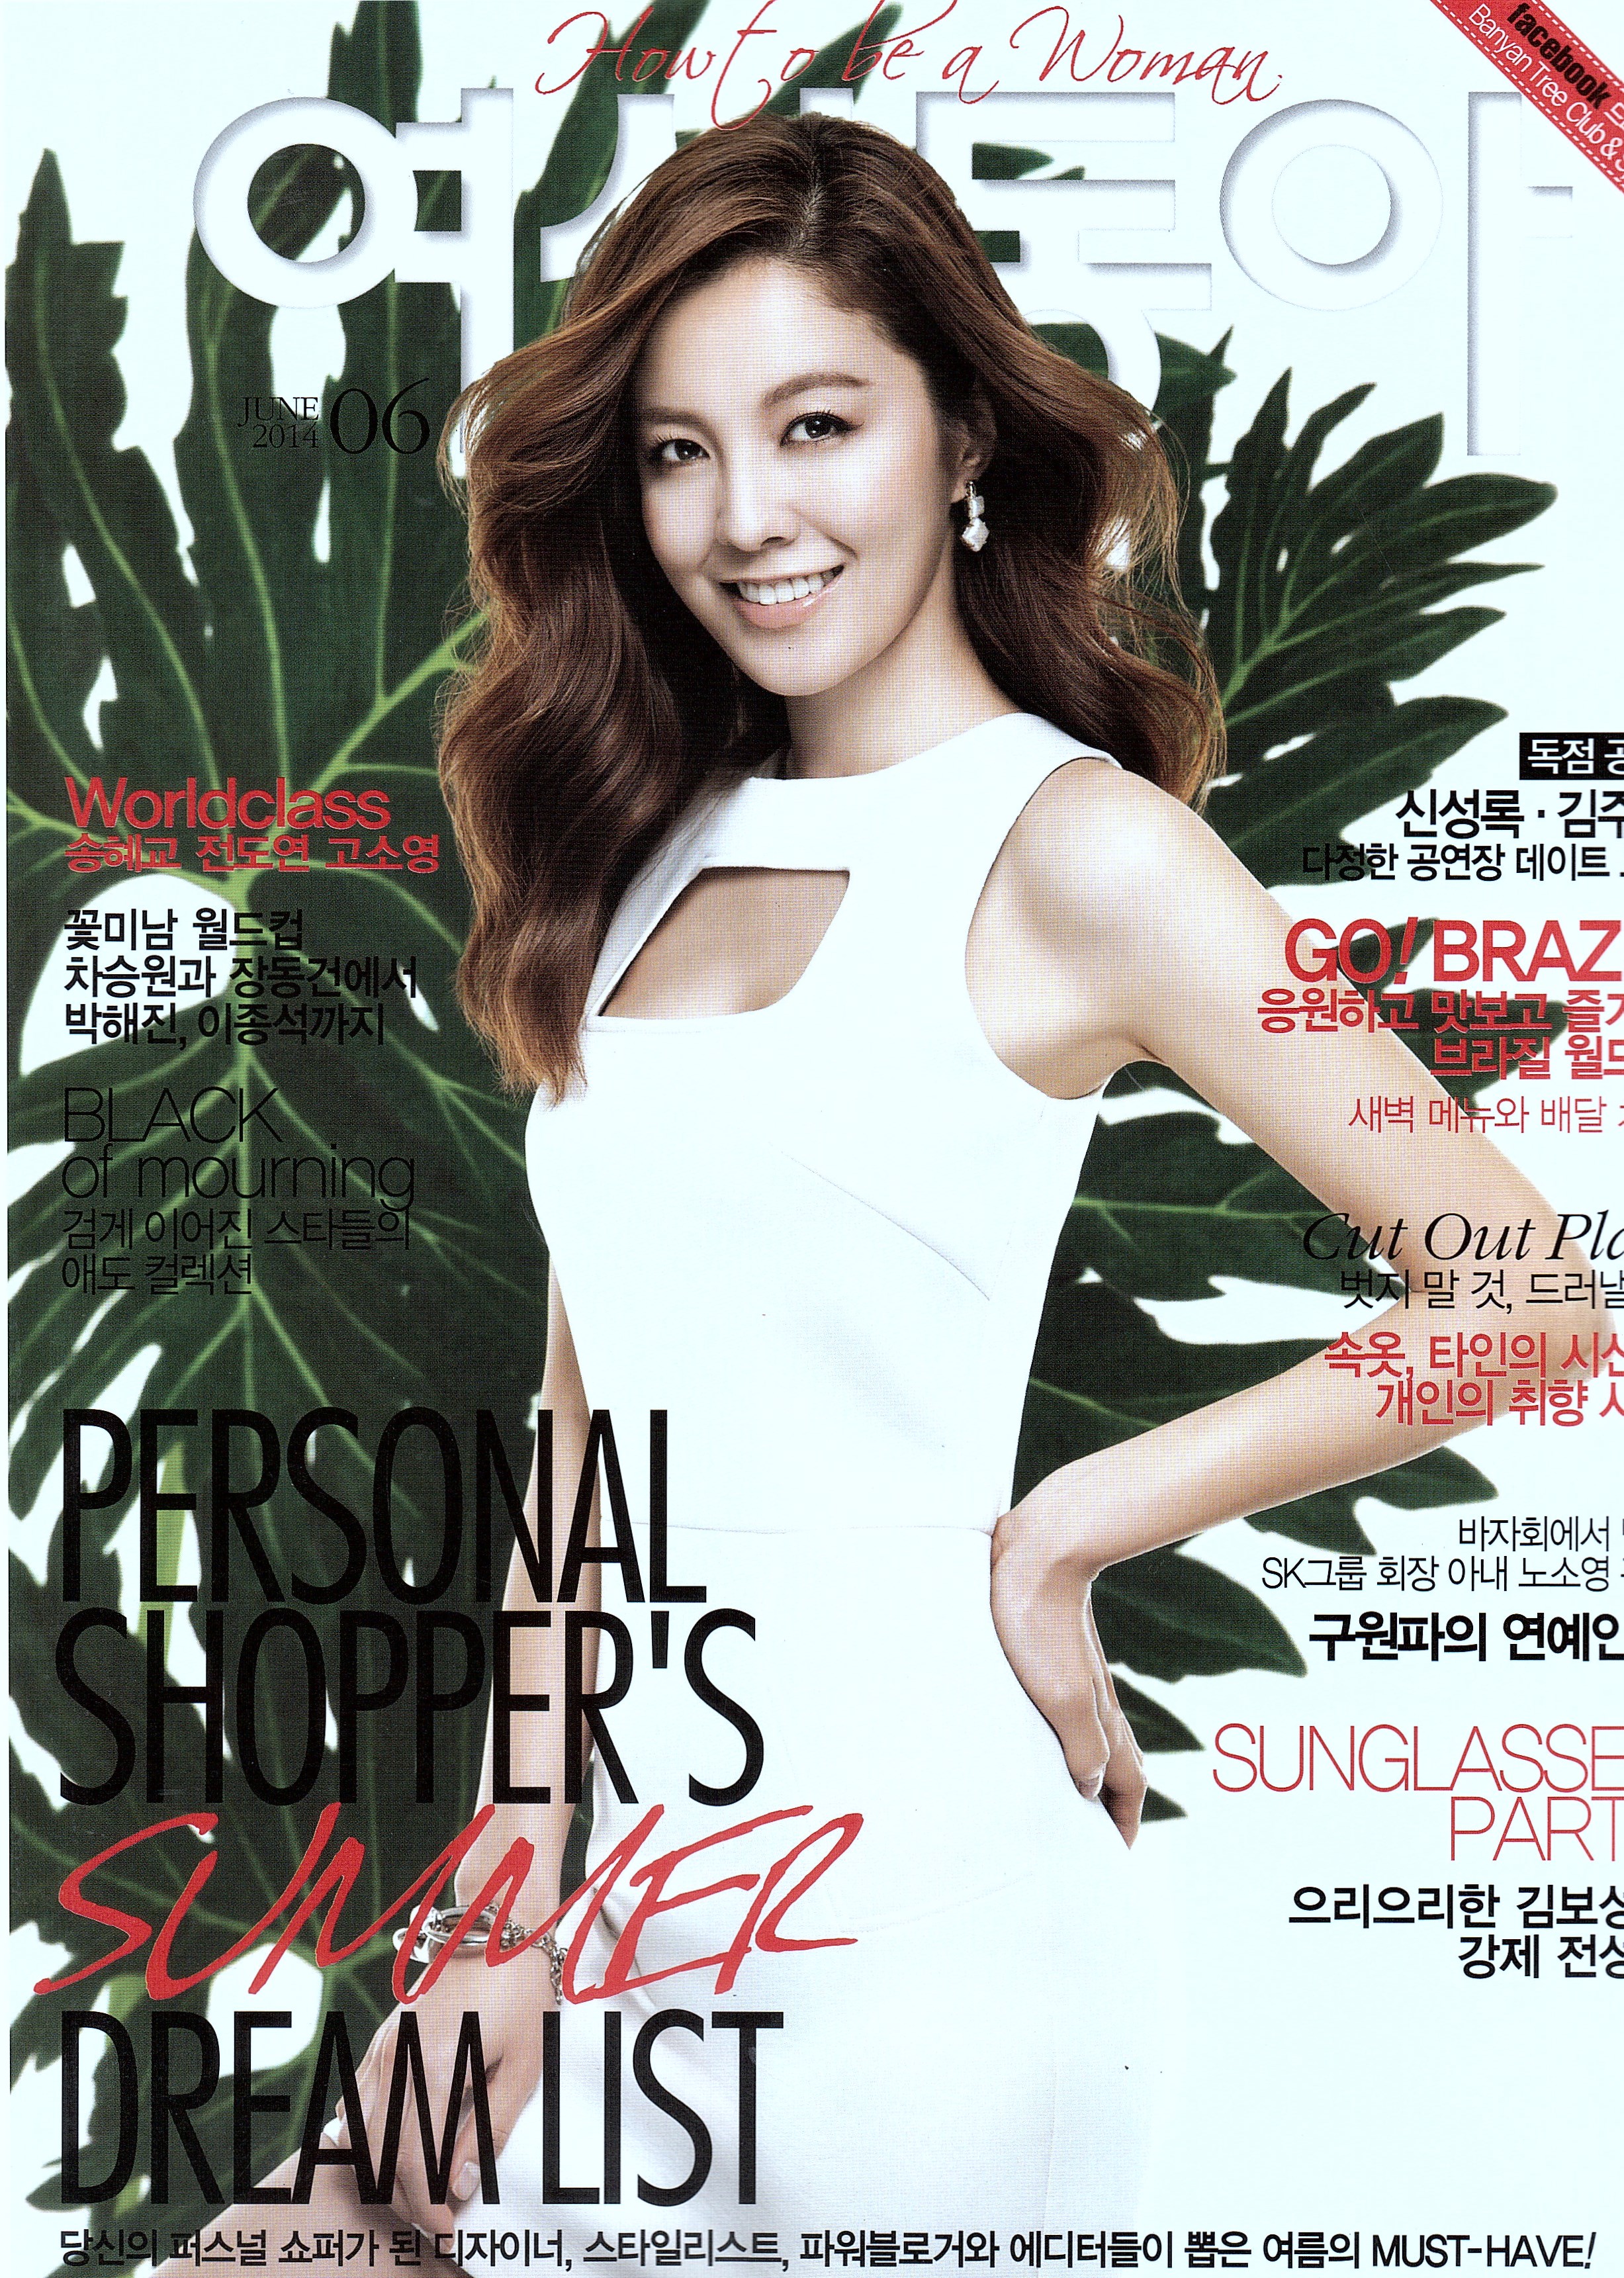 How to be a Woman
facebook
Banyan Tree Club &
여성동아
JUNE
2014 06
Worldclass
송혜교 전도연 고소영
꽃미남 월드컵
차승원과 장동건에서
박해진, 이종석까지
BLACK
of mourning
검게 이어진 스타들의
애도 컬렉션
PERSONAL
SHOPPER'S
SUMMER
DREAM LIST
당신의 퍼스널 쇼퍼가 된 디자이너, 스타일리스트, 파워블로거와 에디터들이 뽑은 여름의 MUST-HAVE!
독점
신성록 · 김주
다정한 공연장 데이트
GO! BRAZ
응원하고 맛보고
브라질 월드
새벽 메뉴와 배달
Cut Out Pla
벗지 말 것, 드러낼
속옷, 타인의 시선
개인의 취향
바자회에서
SK그룹 회장 아내 노소영
구원파의 연예인
SUNGLASSE
PART
으리으리한 김보성
강제 전성